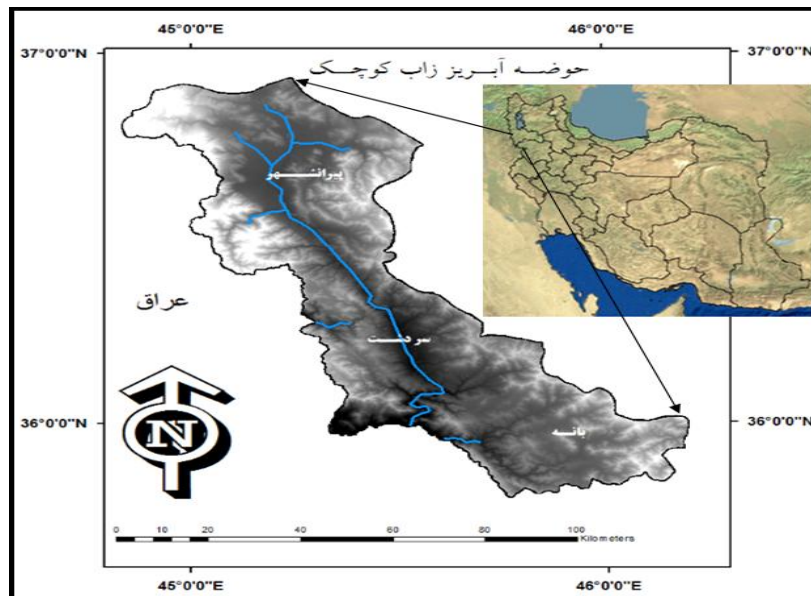 45°0'0"E 46°0'0"E
37°0'0"N 37°0'0"N
حوضه آبریز زاب کوچک
پیرانشهر
عراق
سردشت
36°0'0"N 36°0'0"N
بانه
N
0 10 20 40 60 80 100
Kilometers
45°0'0"E 46°0'0"E